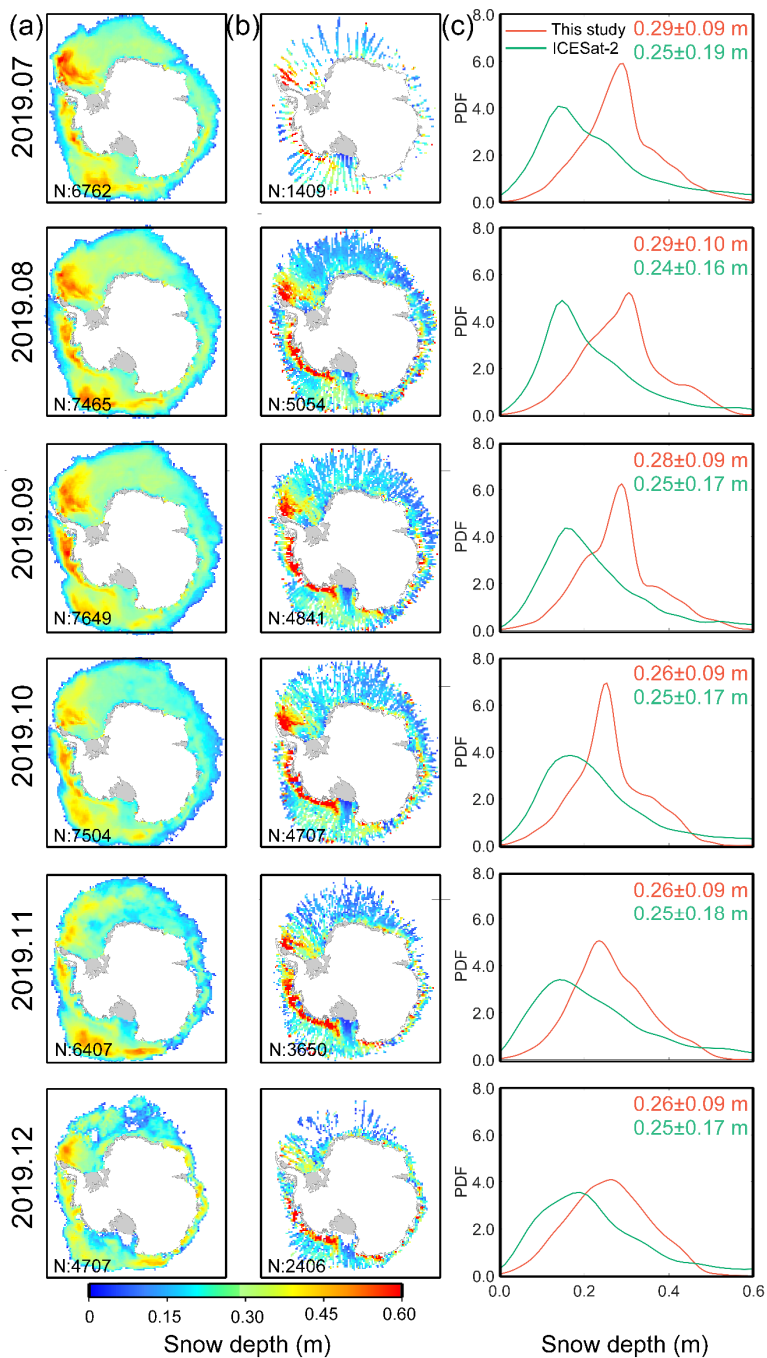 (a)
(b)
(c)
2019.07
N:6762
N:1409
8.0
6.0
4.0
2.0
0.0
PDF
This study
ICESat-2
0.29±0.09 m
0.25±0.19 m
2019.08
N:7465
N:5054
8.0
6.0
4.0
2.0
0.0
PDF
0.29±0.10 m
0.24±0.16 m
2019.09
N:7649
N:4841
8.0
6.0
4.0
2.0
0.0
PDF
0.28±0.09 m
0.25±0.17 m
2019.10
N:7504
N:4707
8.0
6.0
4.0
2.0
0.0
PDF
0.26±0.09 m
0.25±0.17 m
2019.11
N:6407
N:3650
8.0
6.0
4.0
2.0
0.0
PDF
0.26±0.09 m
0.25±0.18 m
2019.12
N:4707
N:2406
8.0
6.0
4.0
2.0
0.0
PDF
0.26±0.09 m
0.25±0.17 m
0 0.15 0.30 0.45 0.60
Snow depth (m)
0.0 0.2 0.4 0.6
Snow depth (m)